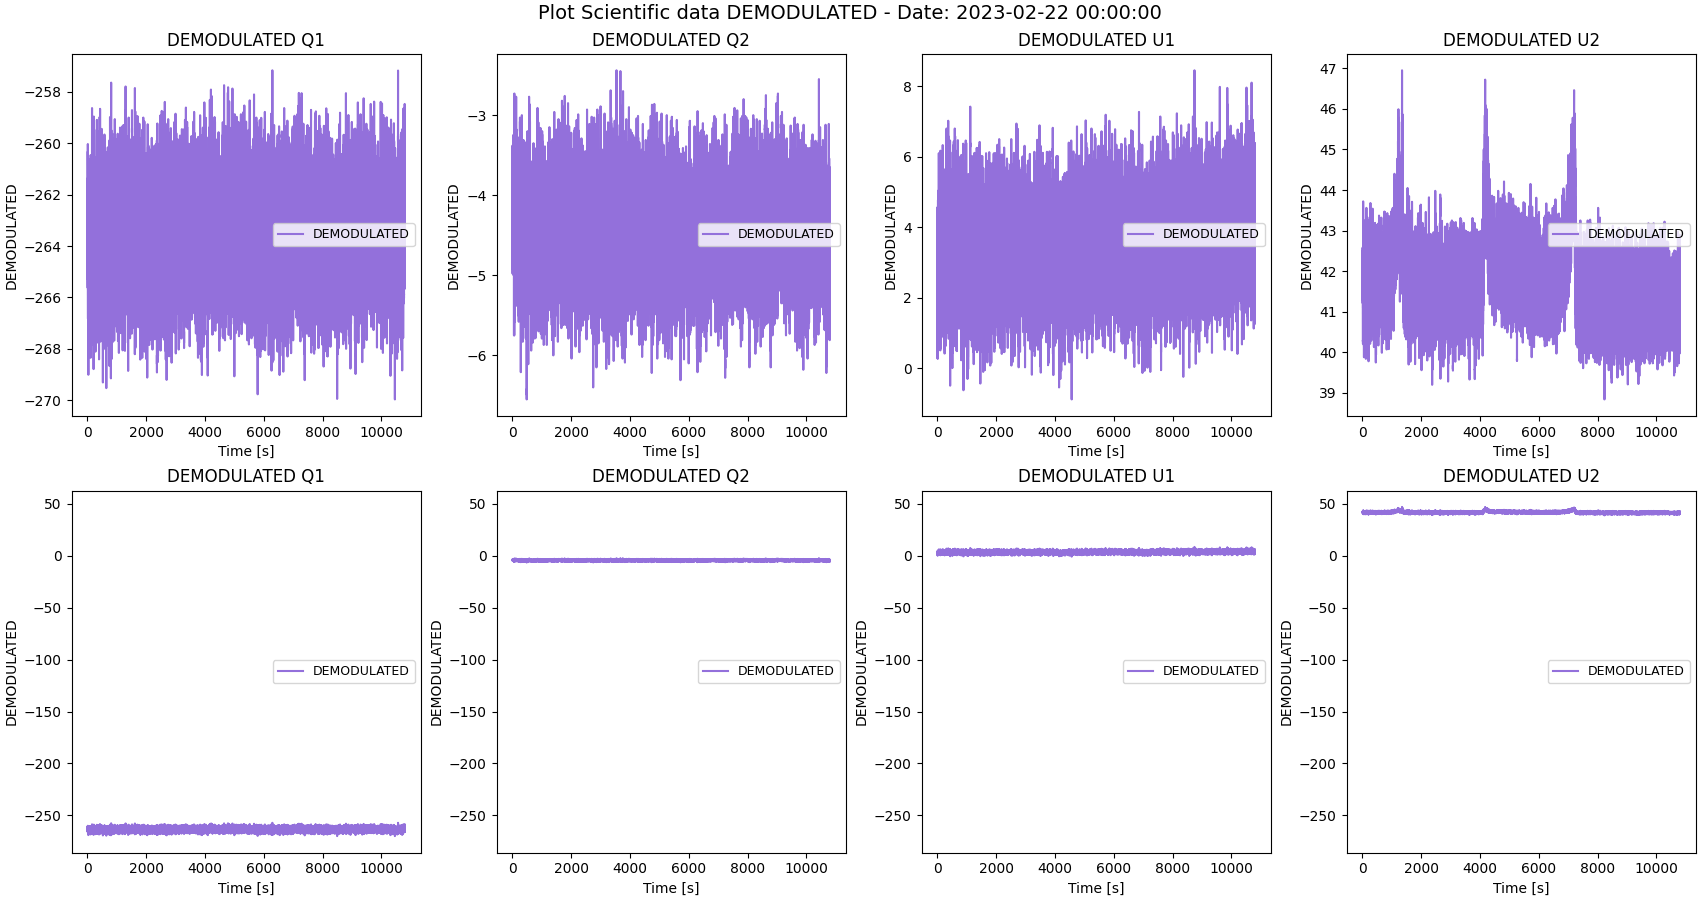 Plot Scientific data DEMODULATED - Date: 2023-02-22 00:00:00
DEMODULATED Q1
DEMODULATED Q2
DEMODULATED U1
DEMODULATED U2
DEMODULATED
−258
−260
−262
−264
−266
−268
−270
DEMODULATED
0 2000 4000 6000 8000 10000
Time [s]
DEMODULATED
−3
−4
−5
−6
DEMODULATED
0 2000 4000 6000 8000 10000
Time [s]
DEMODULATED
8
6
4
2
0
DEMODULATED
0 2000 4000 6000 8000 10000
Time [s]
DEMODULATED
47
46
45
44
43
42
41
40
39
DEMODULATED
0 2000 4000 6000 8000 10000
Time [s]
DEMODULATED Q1
DEMODULATED Q2
DEMODULATED U1
DEMODULATED U2
DEMODULATED
50
0
−50
−100
−150
−200
−250
DEMODULATED
0 2000 4000 6000 8000 10000
Time [s]
DEMODULATED
50
0
−50
−100
−150
−200
−250
DEMODULATED
0 2000 4000 6000 8000 10000
Time [s]
DEMODULATED
50
0
−50
−100
−150
−200
−250
DEMODULATED
0 2000 4000 6000 8000 10000
Time [s]
DEMODULATED
50
0
−50
−100
−150
−200
−250
DEMODULATED
0 2000 4000 6000 8000 10000
Time [s]